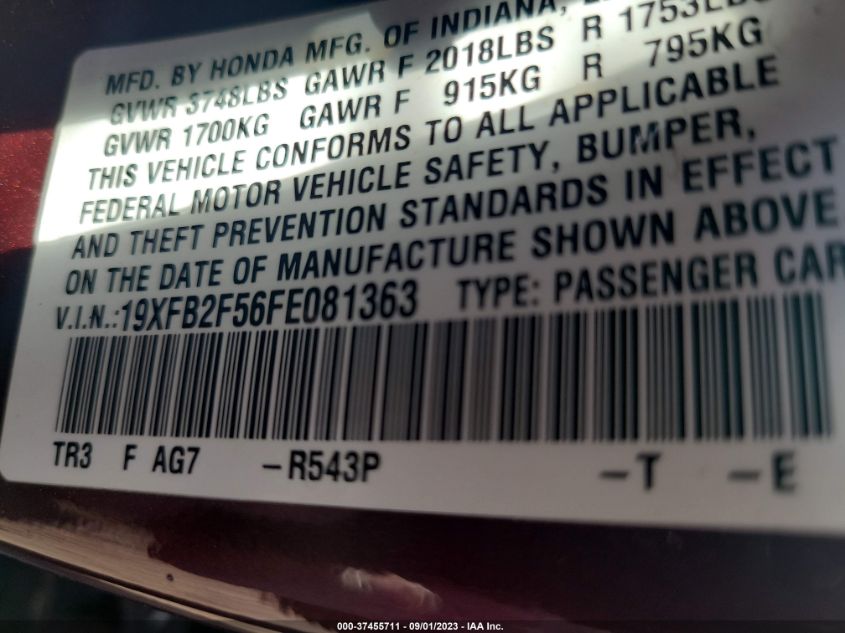 MFD. BY HONDA MFG. OF INDIANA,
GVWR 3748LBS GAWR F 2018LBS R 1753LBS
GVWR 1700KG GAWR F 915KG R 795KG
THIS VEHICLE CONFORMS TO ALL APPLICABLE
FEDERAL MOTOR VEHICLE SAFETY, BUMPER,
AND THEFT PREVENTION STANDARDS IN EFFECT
ON THE DATE OF MANUFACTURE SHOWN ABOVE
V.I.N.:19XFB2F56FE081363 TYPE: PASSENGER CAR
TR3 F AG7 -R543P -T -E
000-37455711 - 09/01/2023 - IAA Inc.